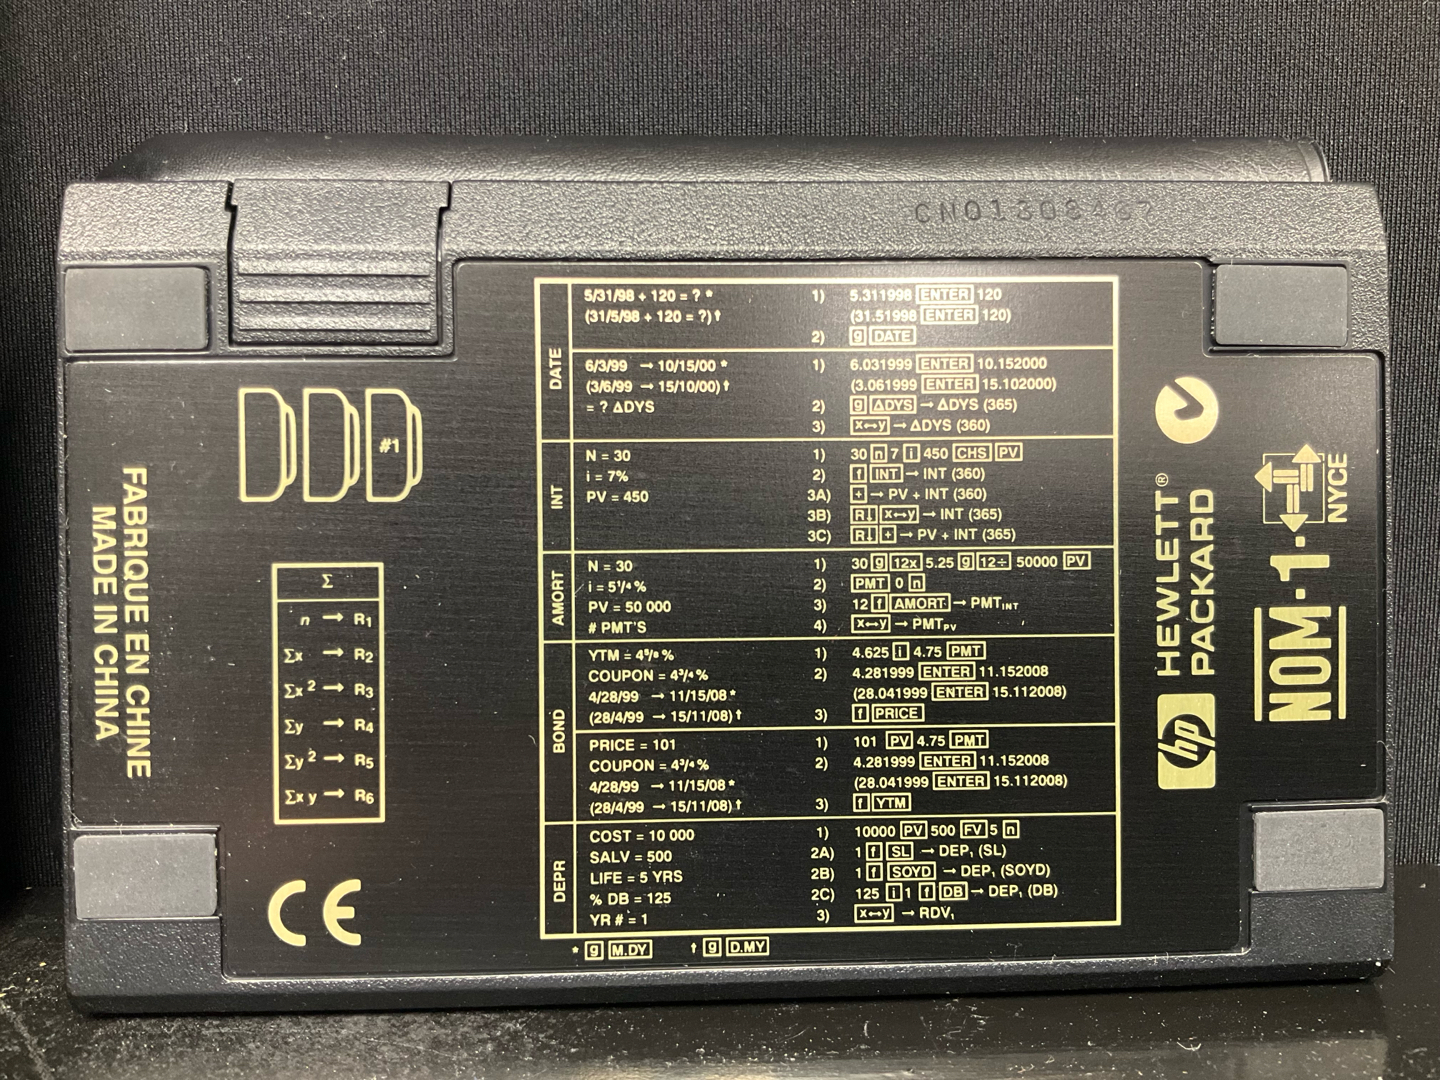 CN01308437
5/31/98 + 120 = ? * 1) 5.311998 ENTER 120
(31/5/98 + 120 = ?) † (31.51998 ENTER 120)
2) g DATE
DATE
6/3/99 → 10/15/00 * 1) 6.031999 ENTER 10.152000
(3/6/99 → 15/10/00) † (3.061999 ENTER 15.102000)
= ? ΔDYS 2) g ΔDYS → ΔDYS (365)
3) x↔y → ΔDYS (360)
INT
N = 30 1) 30 n 7 i 450 CHS PV
i = 7% 2) f INT → INT (360)
PV = 450 3A) + → PV + INT (360)
3B) R↓ x↔y → INT (365)
3C) R↓ + → PV + INT (365)
AMORT
N = 30 1) 30 g 12x 5.25 g 12÷ 50000 PV
i = 5¹/⁴ % 2) PMT 0 n
PV = 50 000 3) 12 f AMORT → PMT INT
# PMT'S 4) x↔y → PMT PV
BOND
YTM = 4⁵/⁸ % 1) 4.625 i 4.75 PMT
COUPON = 4³/⁴ % 2) 4.281999 ENTER 11.152008
4/28/99 → 11/15/08 * (28.041999 ENTER 15.112008)
(28/4/99 → 15/11/08) † 3) f PRICE
PRICE = 101 1) 101 PV 4.75 PMT
COUPON = 4³/⁴ % 2) 4.281999 ENTER 11.152008
4/28/99 → 11/15/08 * (28.041999 ENTER 15.112008)
(28/4/99 → 15/11/08) † 3) f YTM
DEPR
COST = 10 000 1) 10000 PV 500 FV 5 n
SALV = 500 2A) 1 f SL → DEP₁ (SL)
LIFE = 5 YRS 2B) 1 f SOYD → DEP₁ (SOYD)
% DB = 125 2C) 125 i 1 f DB → DEP₁ (DB)
YR # = 1 3) x↔y → RDV₁
* g M.DY † g D.MY
#1
FABRIQUE EN CHINE
MADE IN CHINA
Σ
n → R1
Σx → R2
Σx² → R3
Σy → R4
Σy² → R5
Σxy → R6
CE
hp HEWLETT®
PACKARD
NOM·1·
NYCE